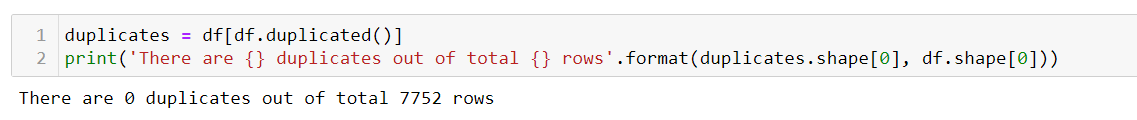 1 duplicates = df[df.duplicated()]
2 print('There are {} duplicates out of total {} rows'.format(duplicates.shape[0], df.shape[0]))
There are 0 duplicates out of total 7752 rows